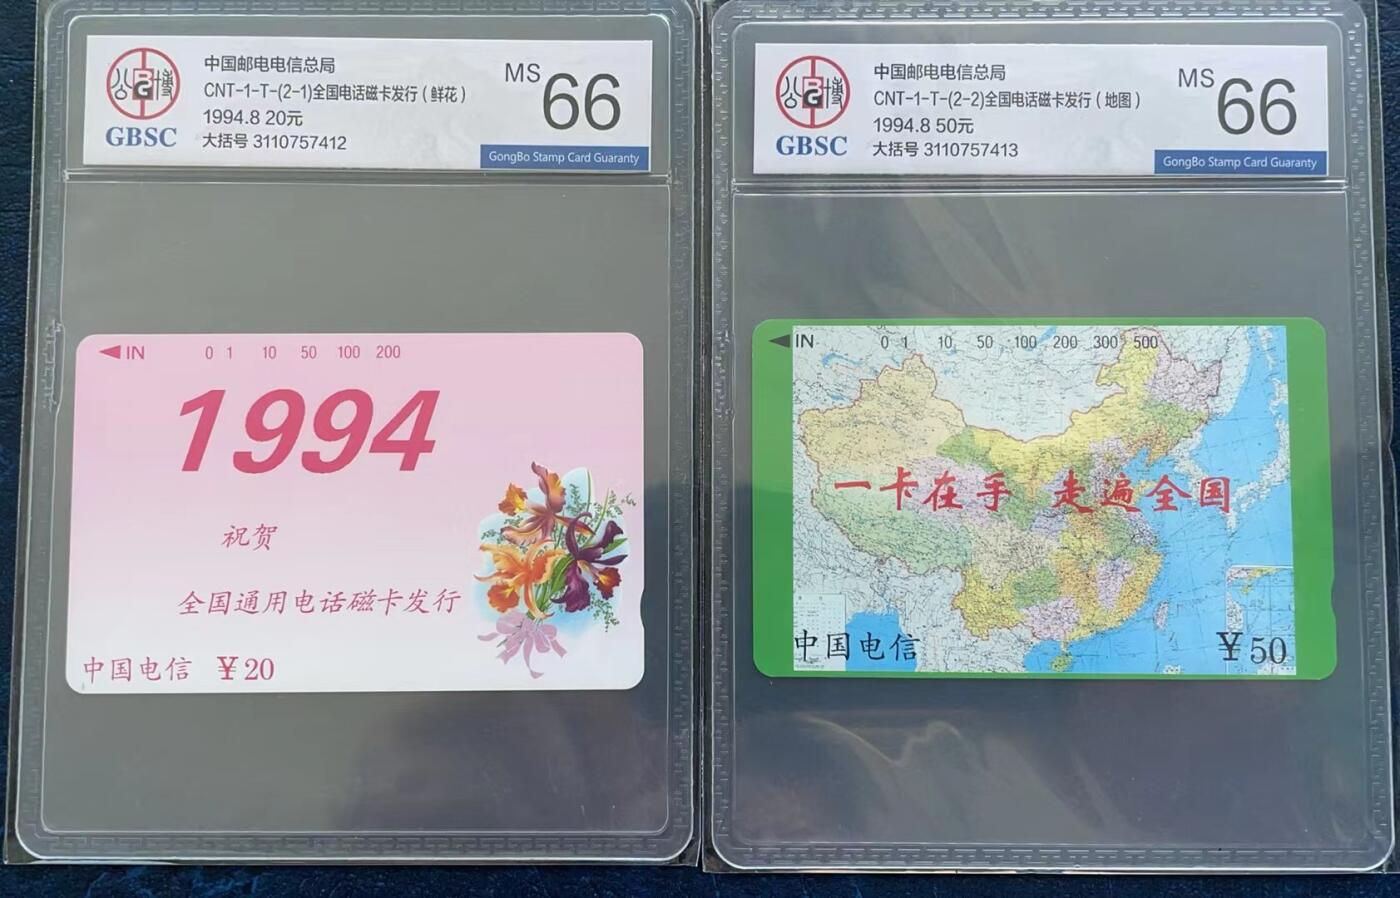 公博
BG
GBSC
中国邮电电信总局
CNT-1-T-(2-1)全国电话磁卡发行(鲜花)
1994.8 20元
大括号 3110757412
MS 66
GongBo Stamp Card Guaranty
IN 0 1 10 50 100 200
1994
祝贺
全国通用电话磁卡发行
中国电信 ¥20
公博
BG
GBSC
中国邮电电信总局
CNT-1-T-(2-2)全国电话磁卡发行(地图)
1994.8 50元
大括号 3110757413
MS 66
GongBo Stamp Card Guaranty
IN 0 1 10 50 100 200 300 500
一卡在手 走遍全国
中国电信 ¥50